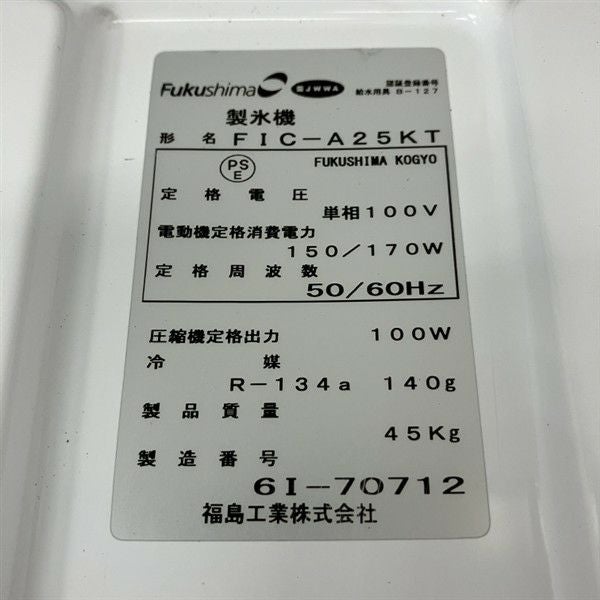 Fukushima JWWA 認証登録番号
給水用具 B-127
製氷機
形名 FIC-A25KT
PS E FUKUSHIMA KOGYO
定格電圧
単相100V
電動機定格消費電力
150/170W
定格周波数
50/60Hz
圧縮機定格出力 100W
冷媒
R-134a 140g
製品質量
45Kg
製造番号
6I-70712
福島工業株式会社